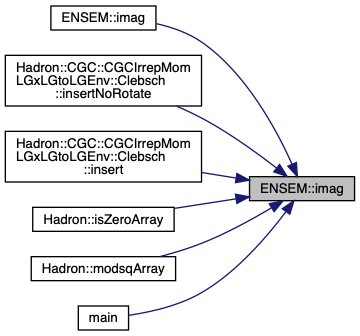 ENSEM::imag
Hadron::CGC::CGCIrrepMom
LGxLGtoLGEnv::Clebsch
::insertNoRotate
Hadron::CGC::CGCIrrepMom
LGxLGtoLGEnv::Clebsch
::insert
ENSEM::imag
Hadron::isZeroArray
Hadron::modsqArray
main